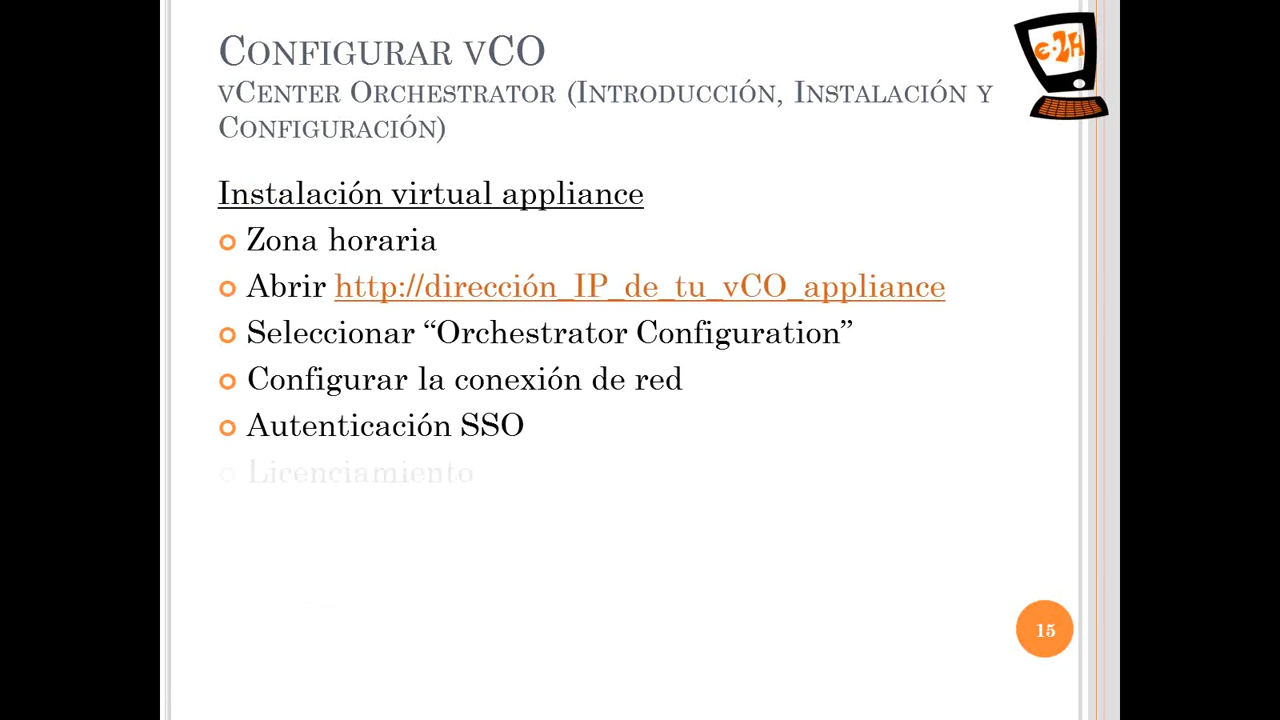 CONFIGURAR VCO
VCENTER ORCHESTRATOR (INTRODUCCIÓN, INSTALACIÓN Y
CONFIGURACIÓN)
e-2H
Instalación virtual appliance
Zona horaria
Abrir http://dirección_IP_de_tu_vCO_appliance
Seleccionar “Orchestrator Configuration”
Configurar la conexión de red
Autenticación SSO
Licenciamiento
15